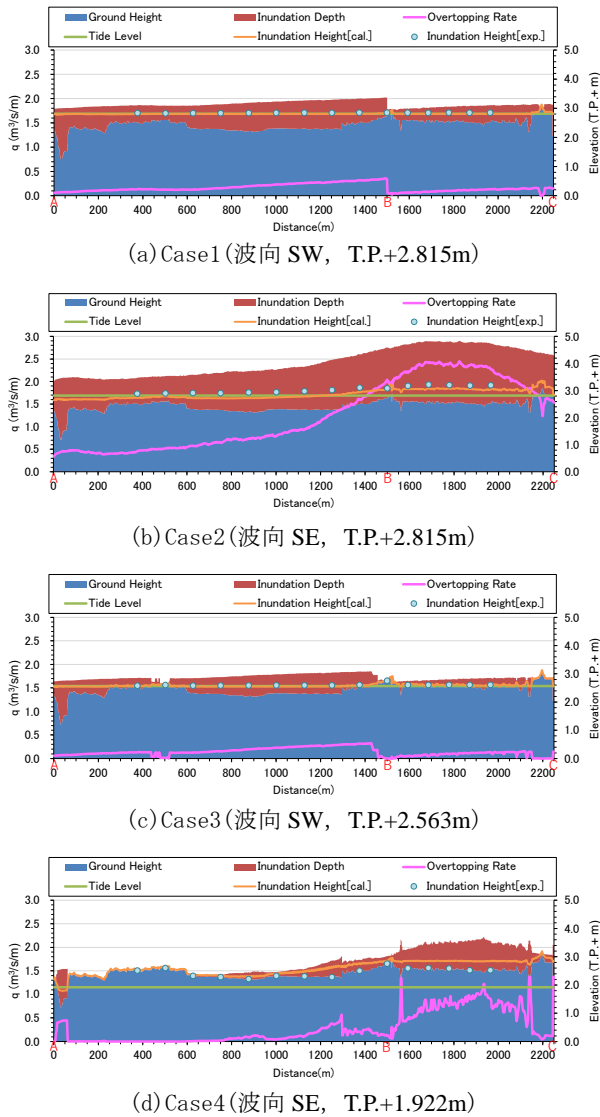 Ground Height Inundation Depth Overtopping Rate
Tide Level Inundation Height[cal.] Inundation Height[exp.]
3.0 5.0
2.5 4.0
2.0 3.0
1.5
1.0 2.0
0.5 1.0
0.0 0.0
q (m³/s/m)
Elevation (T.P.+ m)
A B C
0 200 400 600 800 1000 1200 1400 1600 1800 2000 2200
Distance(m)
(a)Case1(波向 SW, T.P.+2.815m)
Ground Height Inundation Depth Overtopping Rate
Tide Level Inundation Height[cal.] Inundation Height[exp.]
3.0 5.0
2.5 4.0
2.0 3.0
1.5
1.0 2.0
0.5 1.0
0.0 0.0
q (m³/s/m)
Elevation (T.P.+ m)
A B C
0 200 400 600 800 1000 1200 1400 1600 1800 2000 2200
Distance(m)
(b)Case2(波向 SE, T.P.+2.815m)
Ground Height Inundation Depth Overtopping Rate
Tide Level Inundation Height[cal.] Inundation Height[exp.]
3.0 5.0
2.5 4.0
2.0 3.0
1.5
1.0 2.0
0.5 1.0
0.0 0.0
q (m³/s/m)
Elevation (T.P.+ m)
A B C
0 200 400 600 800 1000 1200 1400 1600 1800 2000 2200
Distance(m)
(c)Case3(波向 SW, T.P.+2.563m)
Ground Height Inundation Depth Overtopping Rate
Tide Level Inundation Height[cal.] Inundation Height[exp.]
3.0 5.0
2.5 4.0
2.0 3.0
1.5
1.0 2.0
0.5 1.0
0.0 0.0
q (m³/s/m)
Elevation (T.P.+ m)
A B C
0 200 400 600 800 1000 1200 1400 1600 1800 2000 2200
Distance(m)
(d)Case4(波向 SE, T.P.+1.922m)